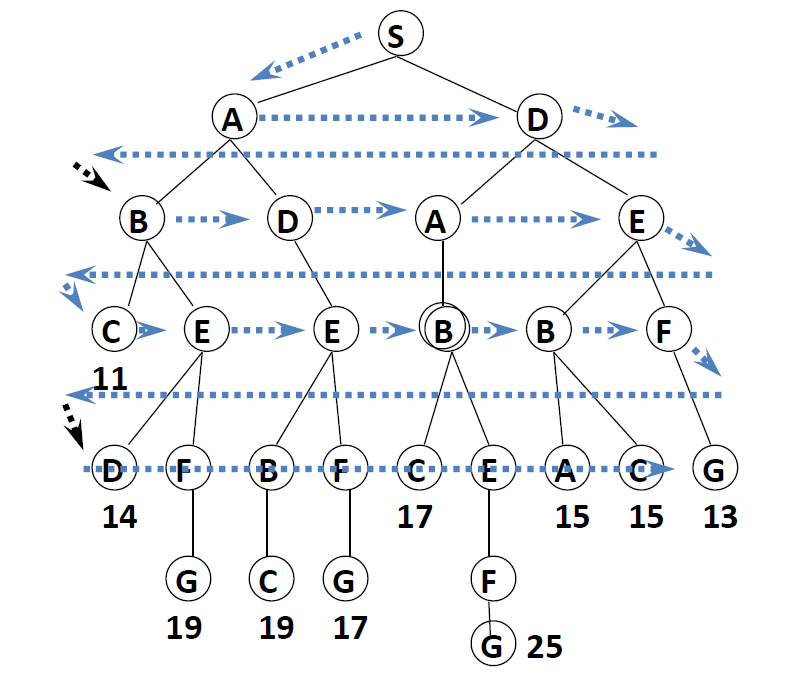 S
A D
B D A E
C E E B B F
11
D F B F C E A C G
14 17 15 15 13
G C G F
19 19 17
G 25